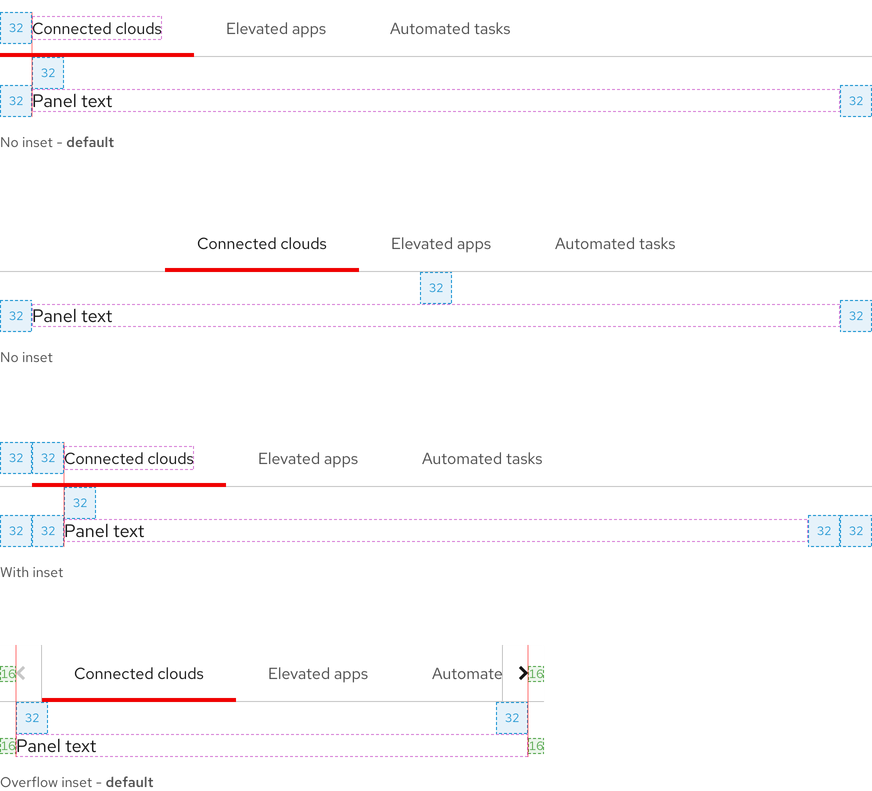 32 Connected clouds Elevated apps Automated tasks
32
32 Panel text 32
No inset - default
Connected clouds Elevated apps Automated tasks
32
32 Panel text 32
No inset
32 32 Connected clouds Elevated apps Automated tasks
32
32 32 Panel text 32 32
With inset
16 Connected clouds Elevated apps Automate 16
32 32
16 Panel text 16
Overflow inset - default